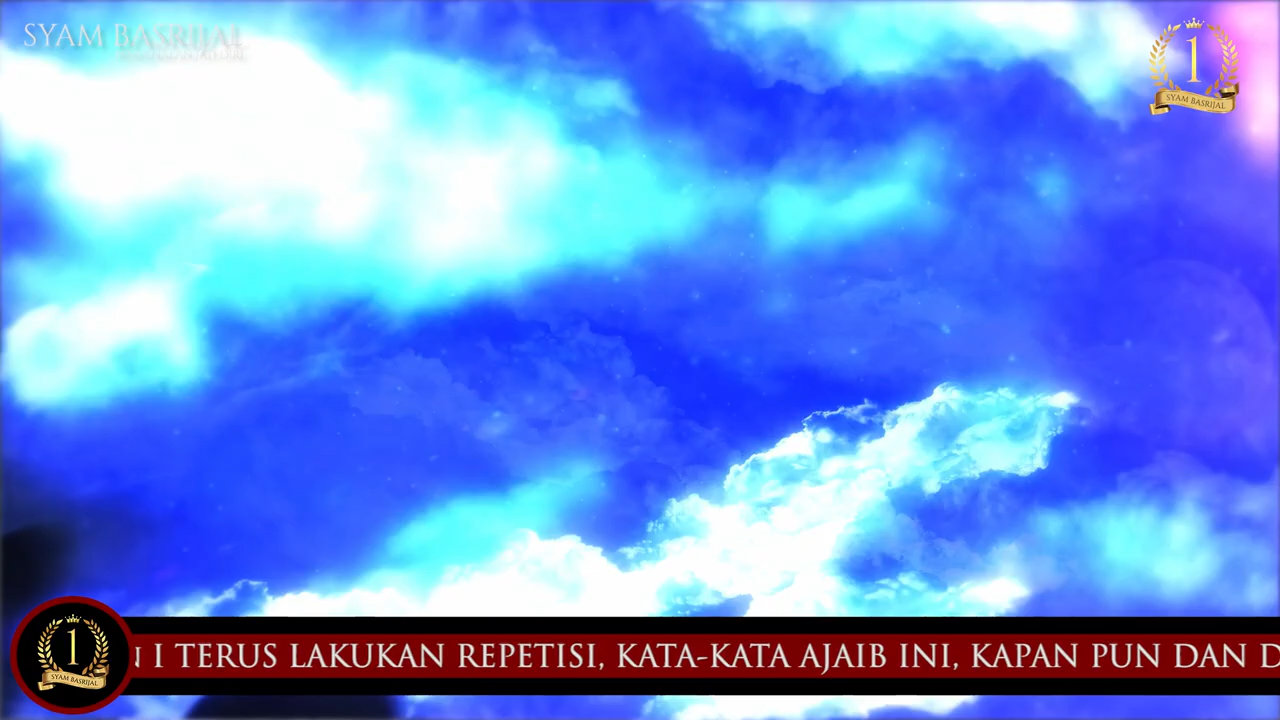 SYAM BASRIJAL
1
SYAM BASRIJAL
1
SYAM BASRIJAL
I TERUS LAKUKAN REPETISI, KATA-KATA AJAIB INI, KAPAN PUN DAN D